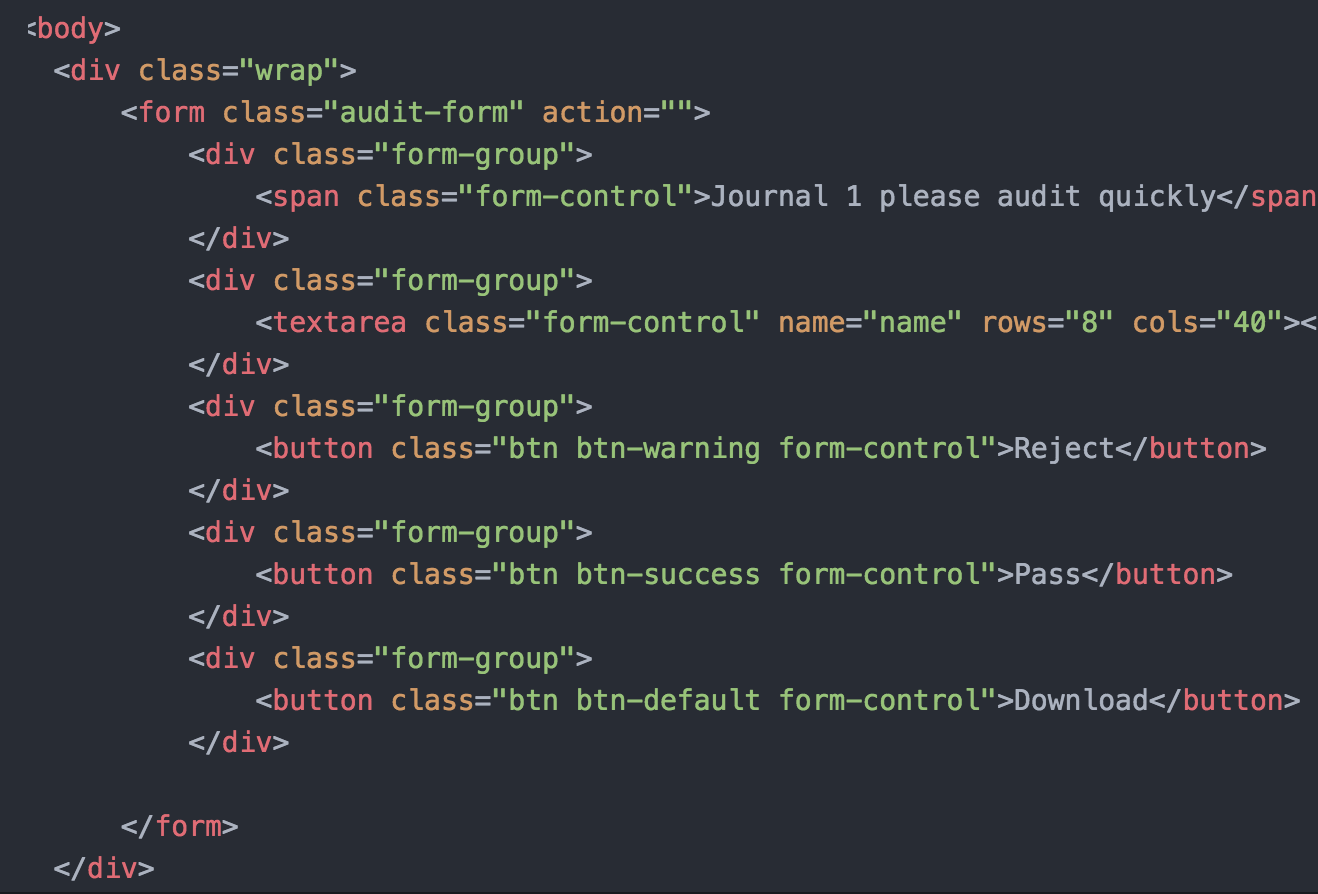 <body>
<div class="wrap">
<form class="audit-form" action="">
<div class="form-group">
<span class="form-control">Journal 1 please audit quickly</span
</div>
<div class="form-group">
<textarea class="form-control" name="name" rows="8" cols="40"><
</div>
<div class="form-group">
<button class="btn btn-warning form-control">Reject</button>
</div>
<div class="form-group">
<button class="btn btn-success form-control">Pass</button>
</div>
<div class="form-group">
<button class="btn btn-default form-control">Download</button>
</div>
</form>
</div>